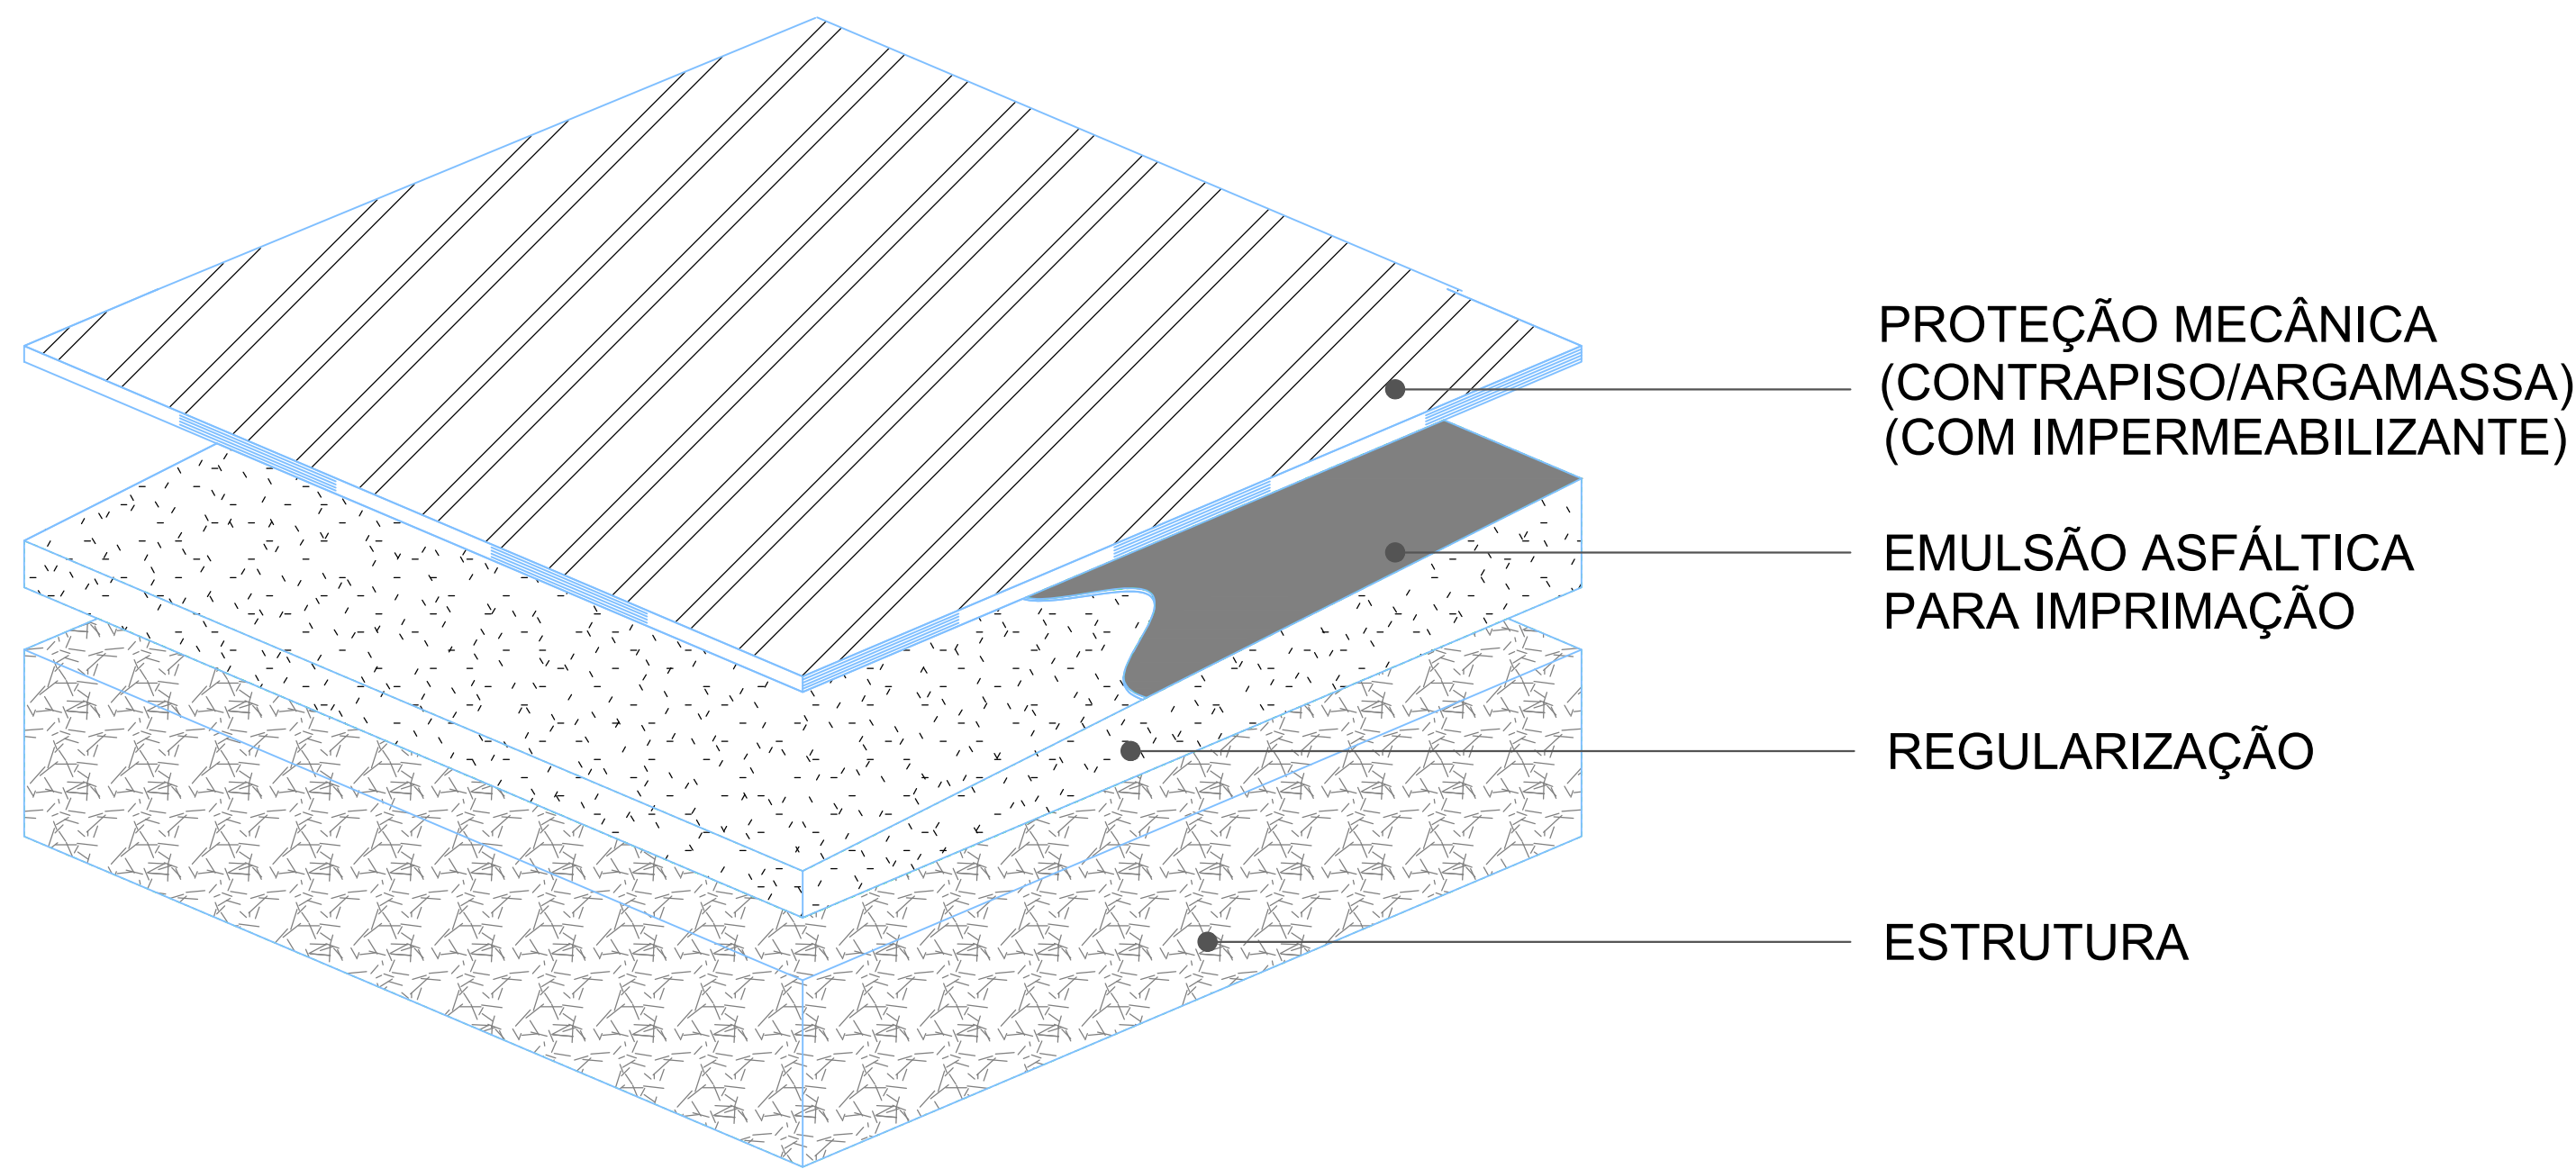 PROTEÇÃO MECÂNICA
(CONTRAPISO/ARGAMASSA)
(COM IMPERMEABILIZANTE)
EMULSÃO ASFÁLTICA
PARA IMPRIMAÇÃO
REGULARIZAÇÃO
ESTRUTURA